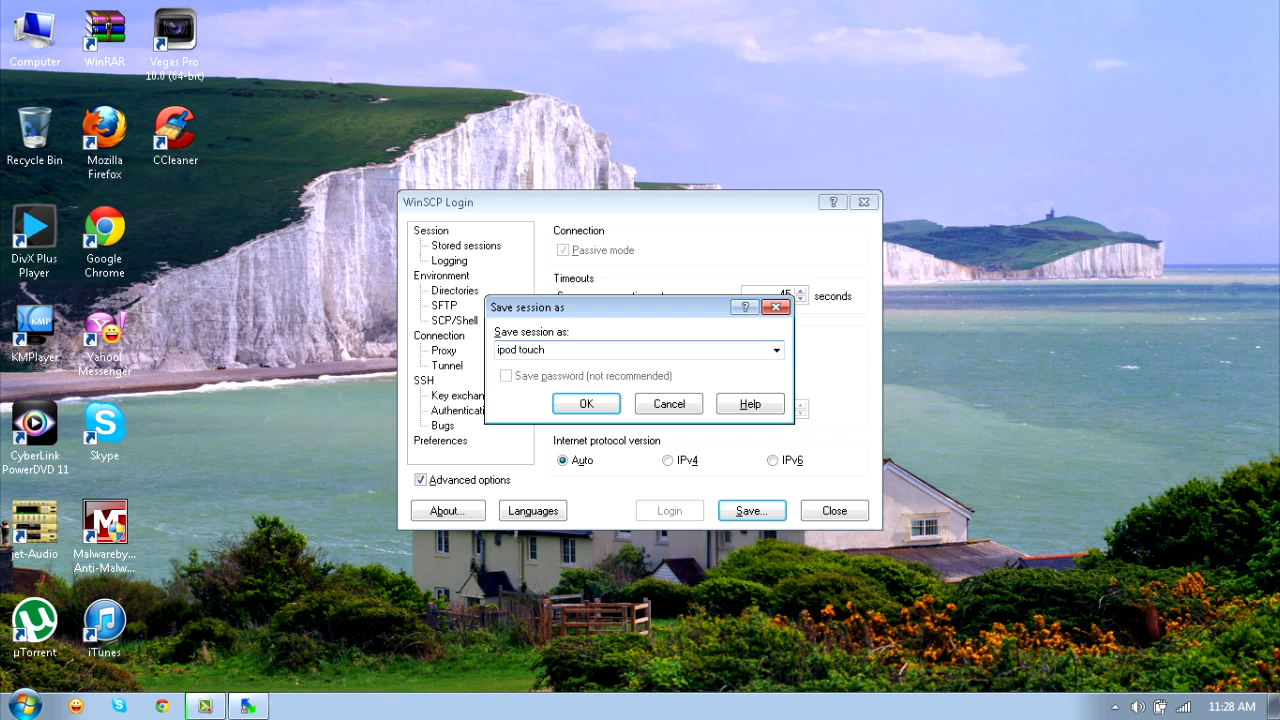 Computer
WinRAR
Vegas Pro
10.0 (64-bit)
Recycle Bin
Mozilla
Firefox
CCleaner
DivX Plus
Player
Google
Chrome
KMP
KMPlayer
Yahoo!
Messenger
CyberLink
PowerDVD 11
Skype
jet-Audio
Malwareby...
Anti-Malw...
µTorrent
iTunes
WinSCP Login
Session
Stored sessions
Logging
Environment
Directories
SFTP
SCP/Shell
Connection
Proxy
Tunnel
SSH
Key exchan
Authenticati
Bugs
Preferences
Connection
Passive mode
Timeouts
45 seconds
Save session as
Save session as:
ipod touch
Save password (not recommended)
OK Cancel Help
Internet protocol version
Auto IPv4 IPv6
Advanced options
About... Languages Login Save... Close
11:28 AM